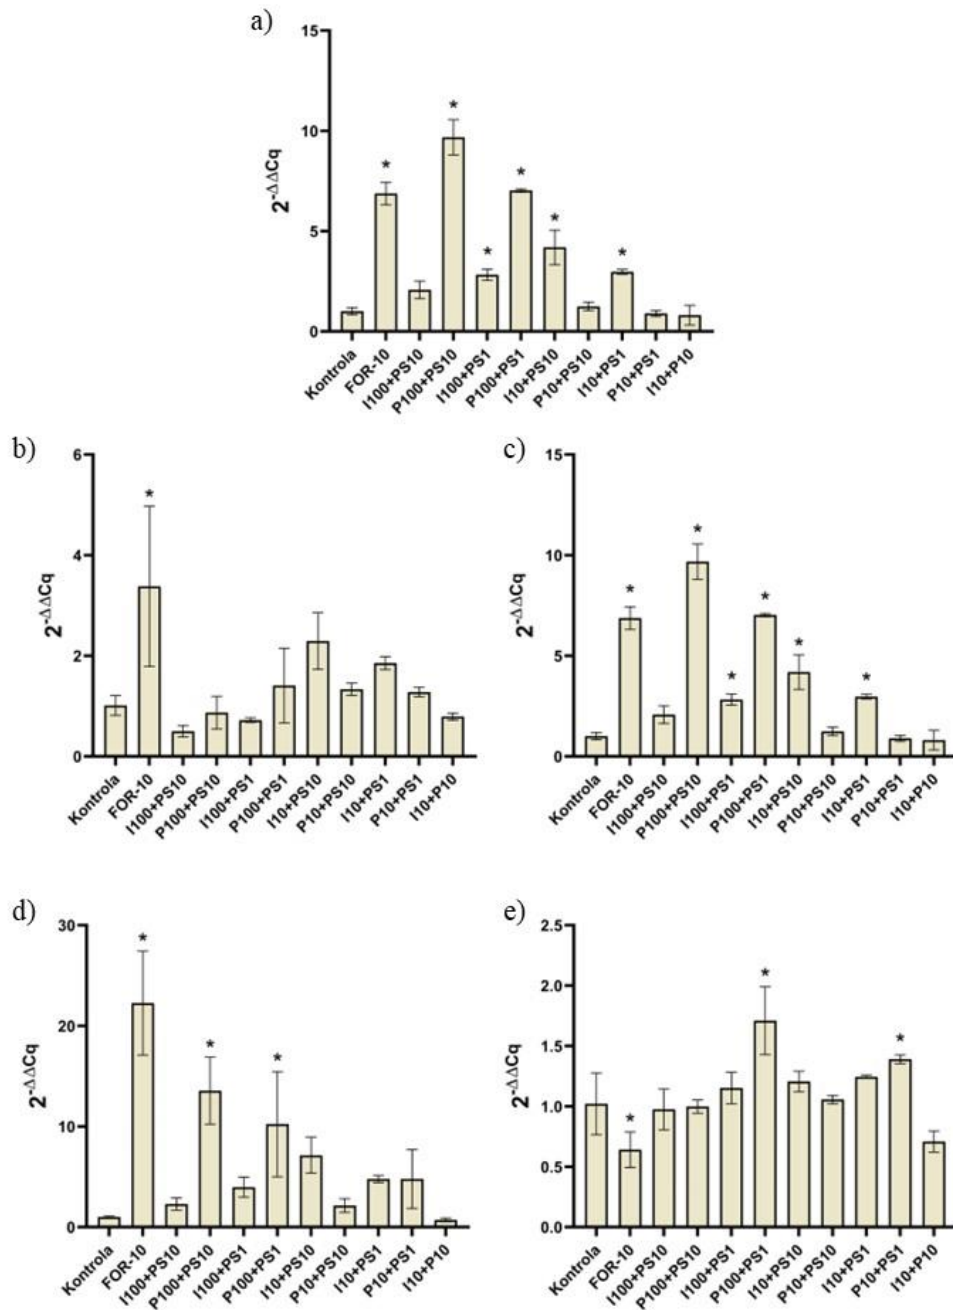 a)
2^-ΔΔCq
15
10
5
0
* * * * * *
Kontrola FOR-10 I100+PS10 P100+PS10 I100+PS1 P100+PS1 I10+PS10 P10+PS10 I10+PS1 P10+PS1 I10+P10
b)
2^-ΔΔCq
6
4
2
0
*
Kontrola FOR-10 I100+PS10 P100+PS10 I100+PS1 P100+PS1 I10+PS10 P10+PS10 I10+PS1 P10+PS1 I10+P10
c)
2^-ΔΔCq
15
10
5
0
* * * * * *
Kontrola FOR-10 I100+PS10 P100+PS10 I100+PS1 P100+PS1 I10+PS10 P10+PS10 I10+PS1 P10+PS1 I10+P10
d)
2^-ΔΔCq
30
20
10
0
* * *
Kontrola FOR-10 I100+PS10 P100+PS10 I100+PS1 P100+PS1 I10+PS10 P10+PS10 I10+PS1 P10+PS1 I10+P10
e)
2^-ΔΔCq
2.5
2.0
1.5
1.0
0.5
0.0
* * *
Kontrola FOR-10 I100+PS10 P100+PS10 I100+PS1 P100+PS1 I10+PS10 P10+PS10 I10+PS1 P10+PS1 I10+P10